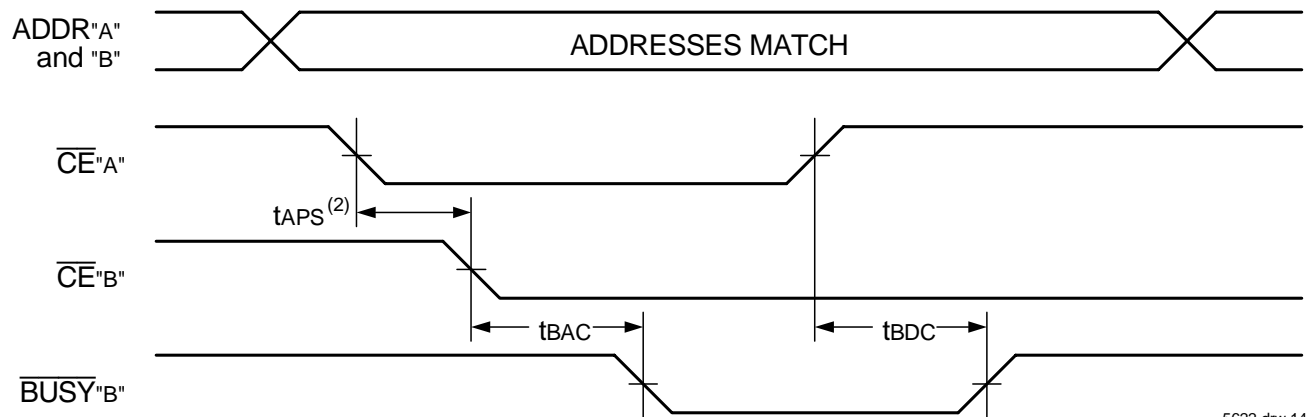 ADDR"A"
and "B"
ADDRESSES MATCH
CE"A"
tAPS(2)
CE"B"
tBAC
tBDC
BUSY"B"